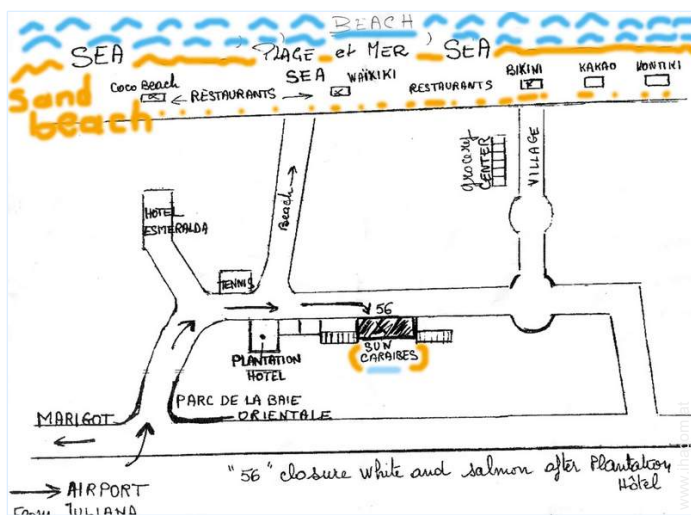 BEACH
SEA PLAGE et MER SEA
SEA
Coco Beach
RESTAURANTS
WAÏKIKI
RESTAURANTS
BIKINI
KAKAO
KONTIKI
Sand
beach
grocery
CENTER
VILLAGE
HOTEL
ESMERALDA
Beach
TENNIS
56
PLANTATION
HOTEL
SUN
CARAIBES
PARC DE LA BAIE
ORIENTALE
MARIGOT
"56" closure white and salmon after Plantation
Hôtel
AIRPORT
From JULIANA